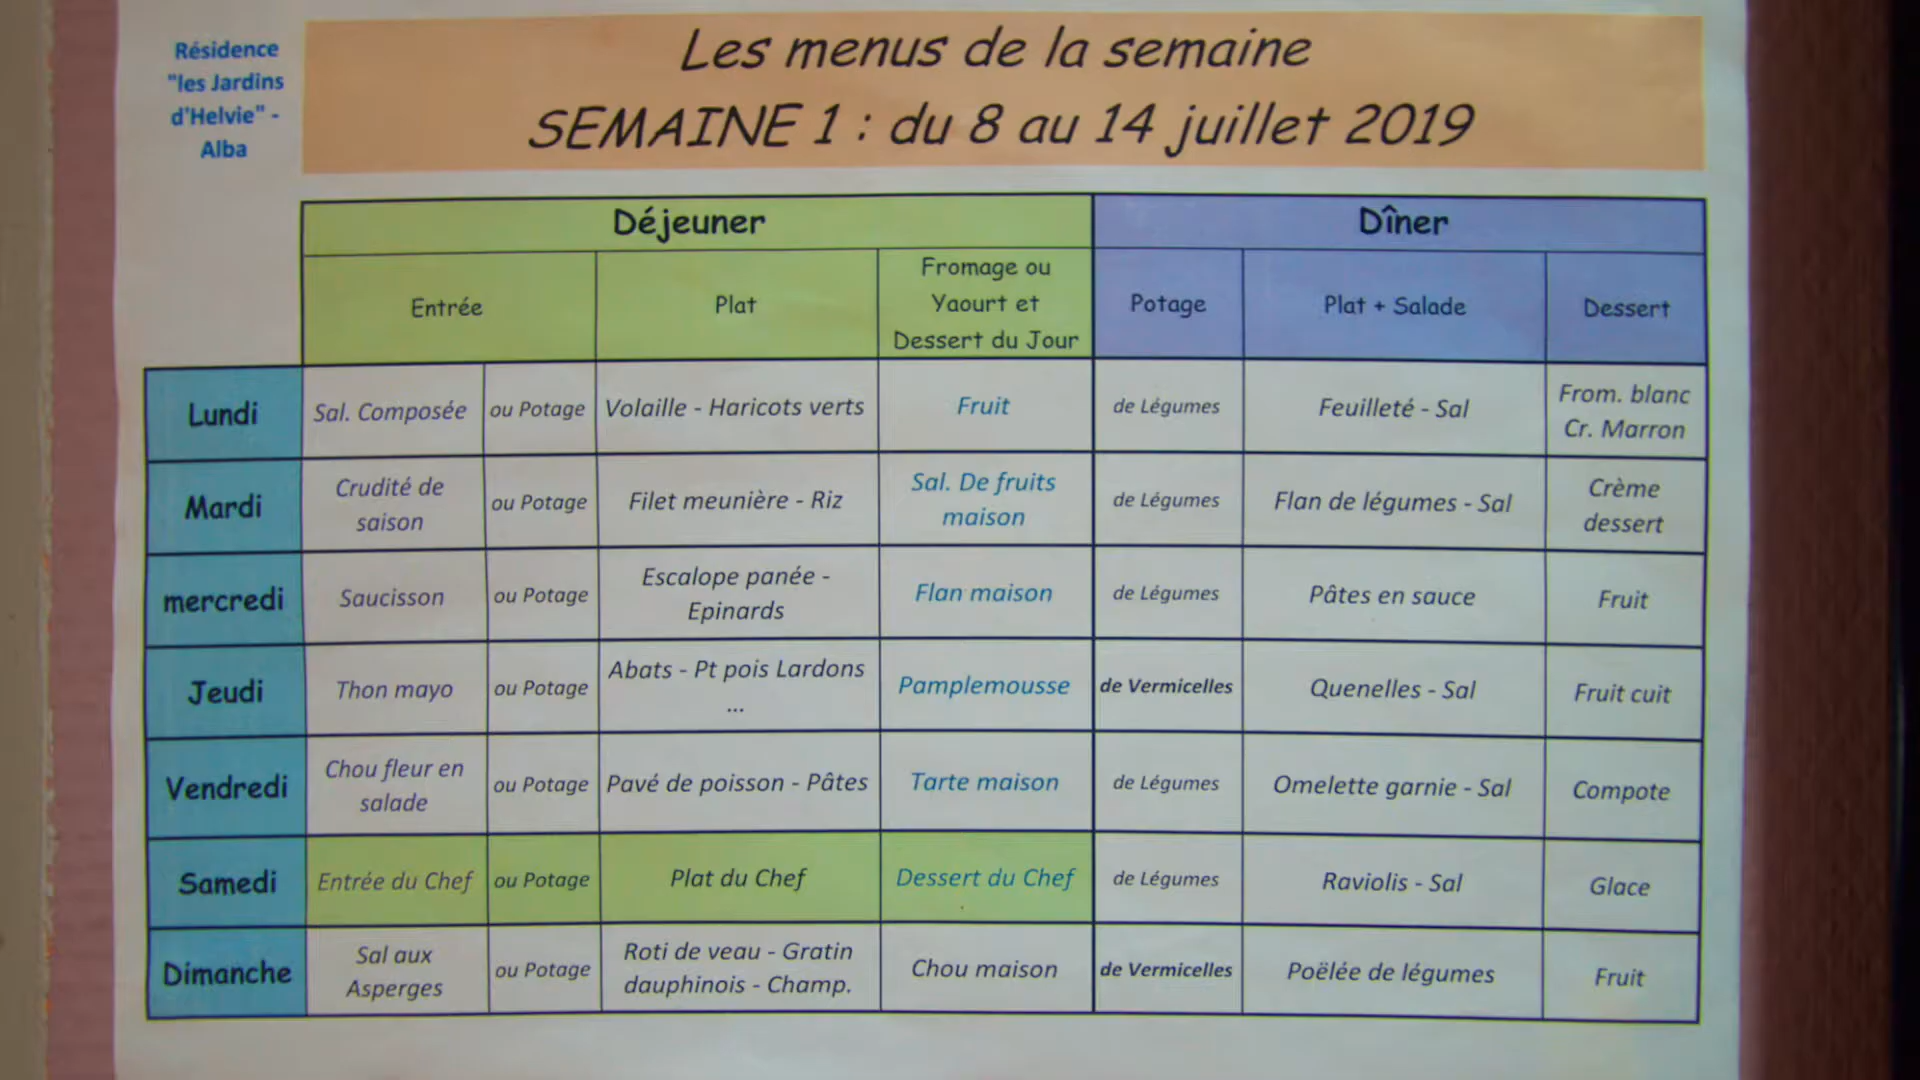 Résidence
"les Jardins
d'Helvie" -
Alba
Les menus de la semaine
SEMAINE 1 : du 8 au 14 juillet 2019
Déjeuner
Dîner
Entrée
Plat
Fromage ou
Yaourt et
Dessert du Jour
Potage
Plat + Salade
Dessert
Lundi
Sal. Composée
ou Potage
Volaille - Haricots verts
Fruit
de Légumes
Feuilleté - Sal
From. blanc
Cr. Marron
Mardi
Crudité de
saison
ou Potage
Filet meunière - Riz
Sal. De fruits
maison
de Légumes
Flan de légumes - Sal
Crème
dessert
mercredi
Saucisson
ou Potage
Escalope panée -
Epinards
Flan maison
de Légumes
Pâtes en sauce
Fruit
Jeudi
Thon mayo
ou Potage
Abats - Pt pois Lardons
...
Pamplemousse
de Vermicelles
Quenelles - Sal
Fruit cuit
Vendredi
Chou fleur en
salade
ou Potage
Pavé de poisson - Pâtes
Tarte maison
de Légumes
Omelette garnie - Sal
Compote
Samedi
Entrée du Chef
ou Potage
Plat du Chef
Dessert du Chef
de Légumes
Raviolis - Sal
Glace
Dimanche
Sal aux
Asperges
ou Potage
Roti de veau - Gratin
dauphinois - Champ.
Chou maison
de Vermicelles
Poëlée de légumes
Fruit